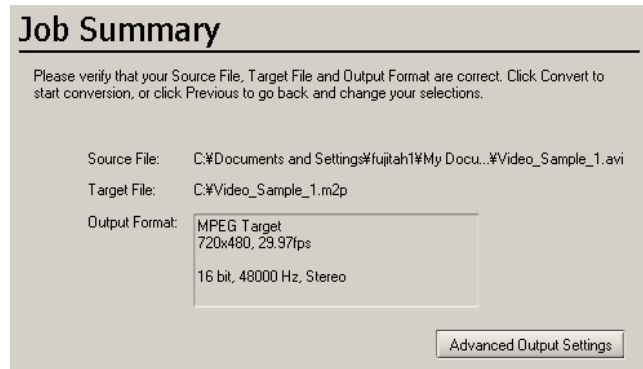 Job Summary
Please verify that your Source File, Target File and Output Format are correct. Click Convert to
start conversion, or click Previous to go back and change your selections.
Source File: C:¥Documents and Settings¥fujitah1¥My Docu...¥Video_Sample_1.avi
Target File: C:¥Video_Sample_1.m2p
Output Format: MPEG Target
720x480, 29.97fps
16 bit, 48000 Hz, Stereo
Advanced Output Settings